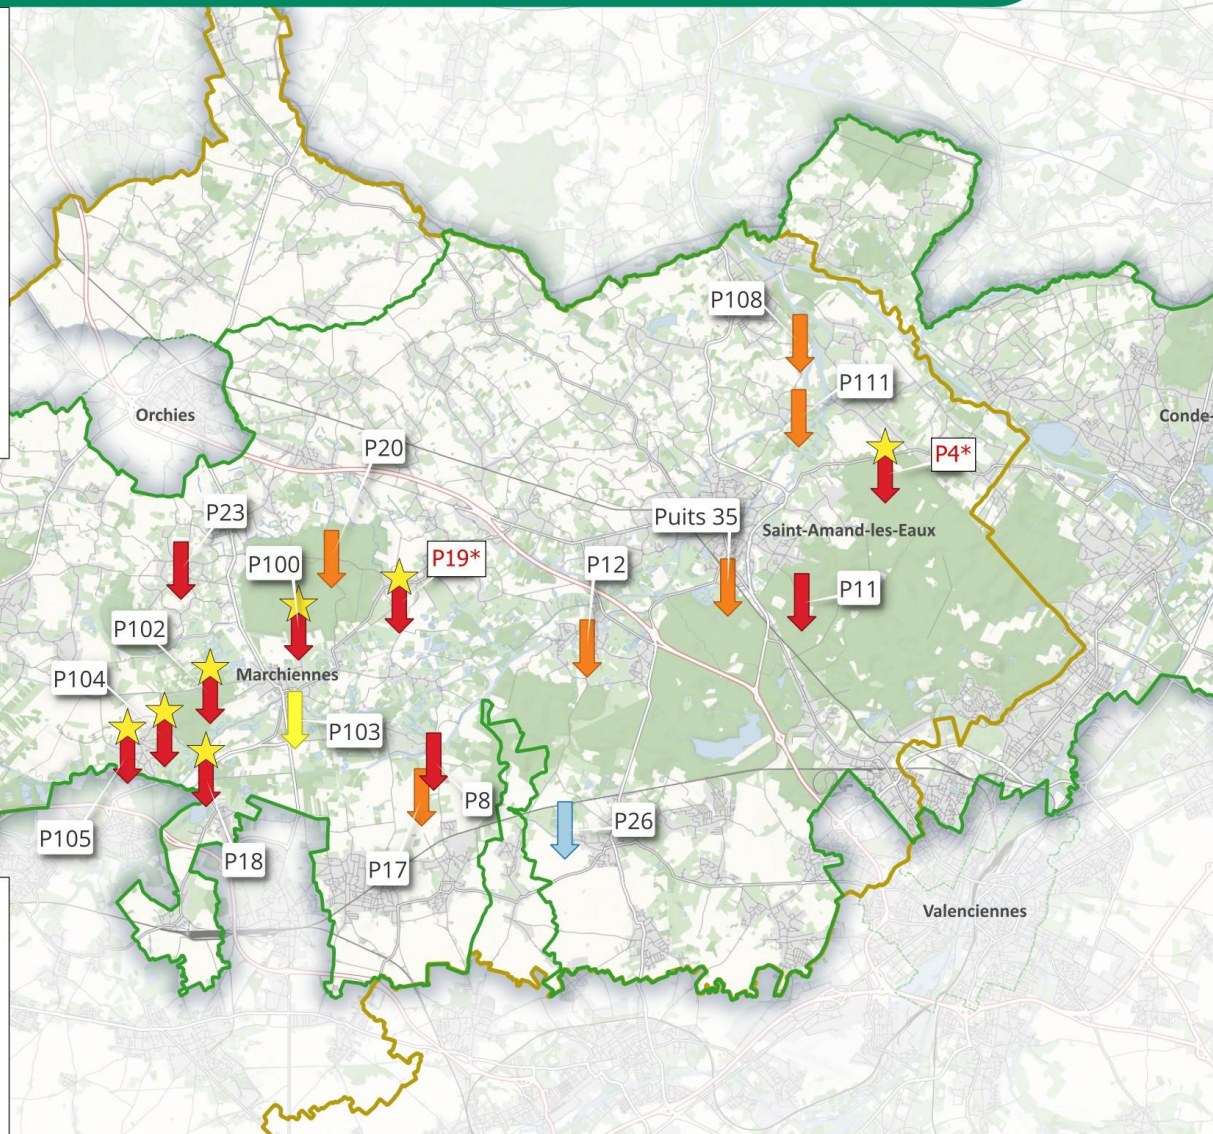 P108
P111
Orchies
Conde-
P20
P4*
P23
Puits 35
Saint-Amand-les-Eaux
P100
P19*
P12
P11
P102
Marchiennes
P104
P103
P8
P26
P105
P18
P17
Valenciennes